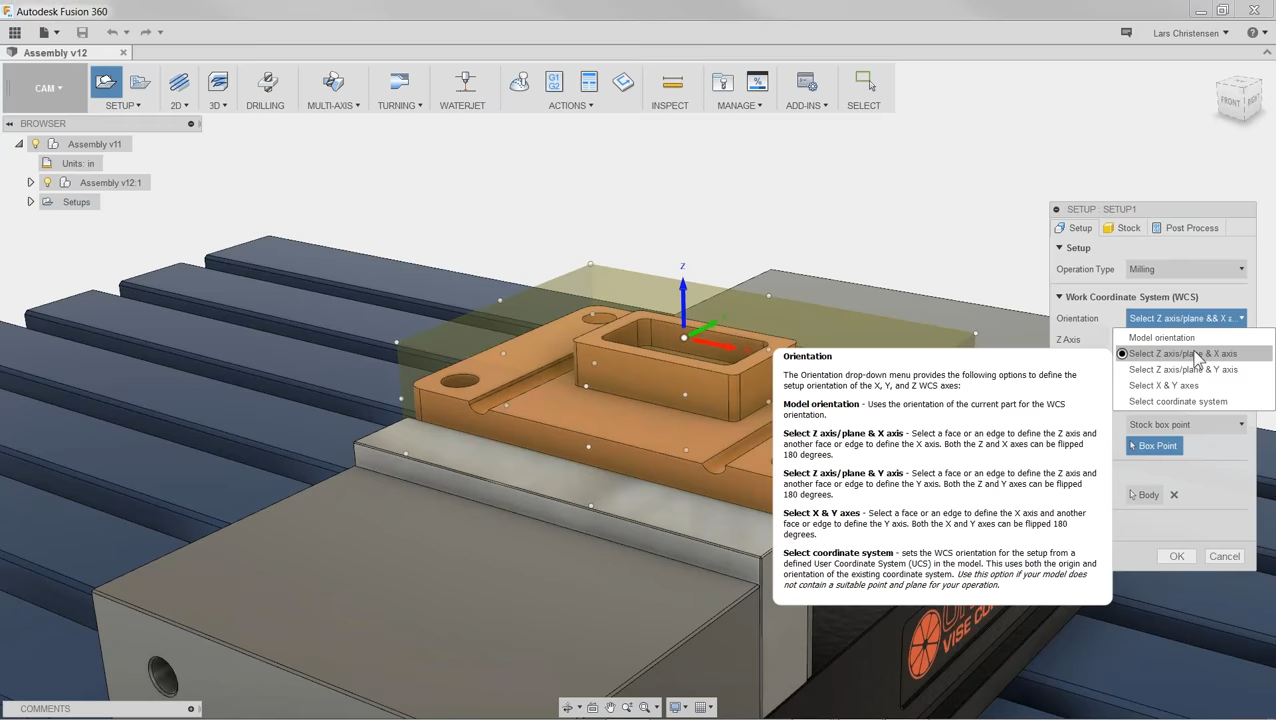 Autodesk Fusion 360
Lars Christensen
Assembly v12
CAM
SETUP
2D
3D
DRILLING
MULTI-AXIS
TURNING
WATERJET
G1
G2
ACTIONS
INSPECT
MANAGE
ADD-INS
SELECT
FRONT
RIGHT
BROWSER
Assembly v11
Units: in
Assembly v12:1
Setups
Z
SETUP : SETUP1
Setup
Stock
Post Process
Setup
Operation Type
Milling
Work Coordinate System (WCS)
Orientation
Select Z axis/plane && X a...
Z Axis
Model orientation
Select Z axis/plane & X axis
Select Z axis/plane & Y axis
Select X & Y axes
Select coordinate system
Stock box point
Box Point
Body
OK
Cancel
Orientation
The Orientation drop-down menu provides the following options to define the
setup orientation of the X, Y, and Z WCS axes:
Model orientation - Uses the orientation of the current part for the WCS
orientation.
Select Z axis/plane & X axis - Select a face or an edge to define the Z axis and
another face or edge to define the X axis. Both the Z and X axes can be flipped
180 degrees.
Select Z axis/plane & Y axis - Select a face or an edge to define the Z axis and
another face or edge to define the Y axis. Both the Z and Y axes can be flipped
180 degrees.
Select X & Y axes - Select a face or an edge to define the X axis and another
face or edge to define the Y axis. Both the X and Y axes can be flipped 180
degrees.
Select coordinate system - sets the WCS orientation for the setup from a
defined User Coordinate System (UCS) in the model. This uses both the origin and
orientation of the existing coordinate system. Use this option if your model does
not contain a suitable point and plane for your operation.
VISE
COMMENTS